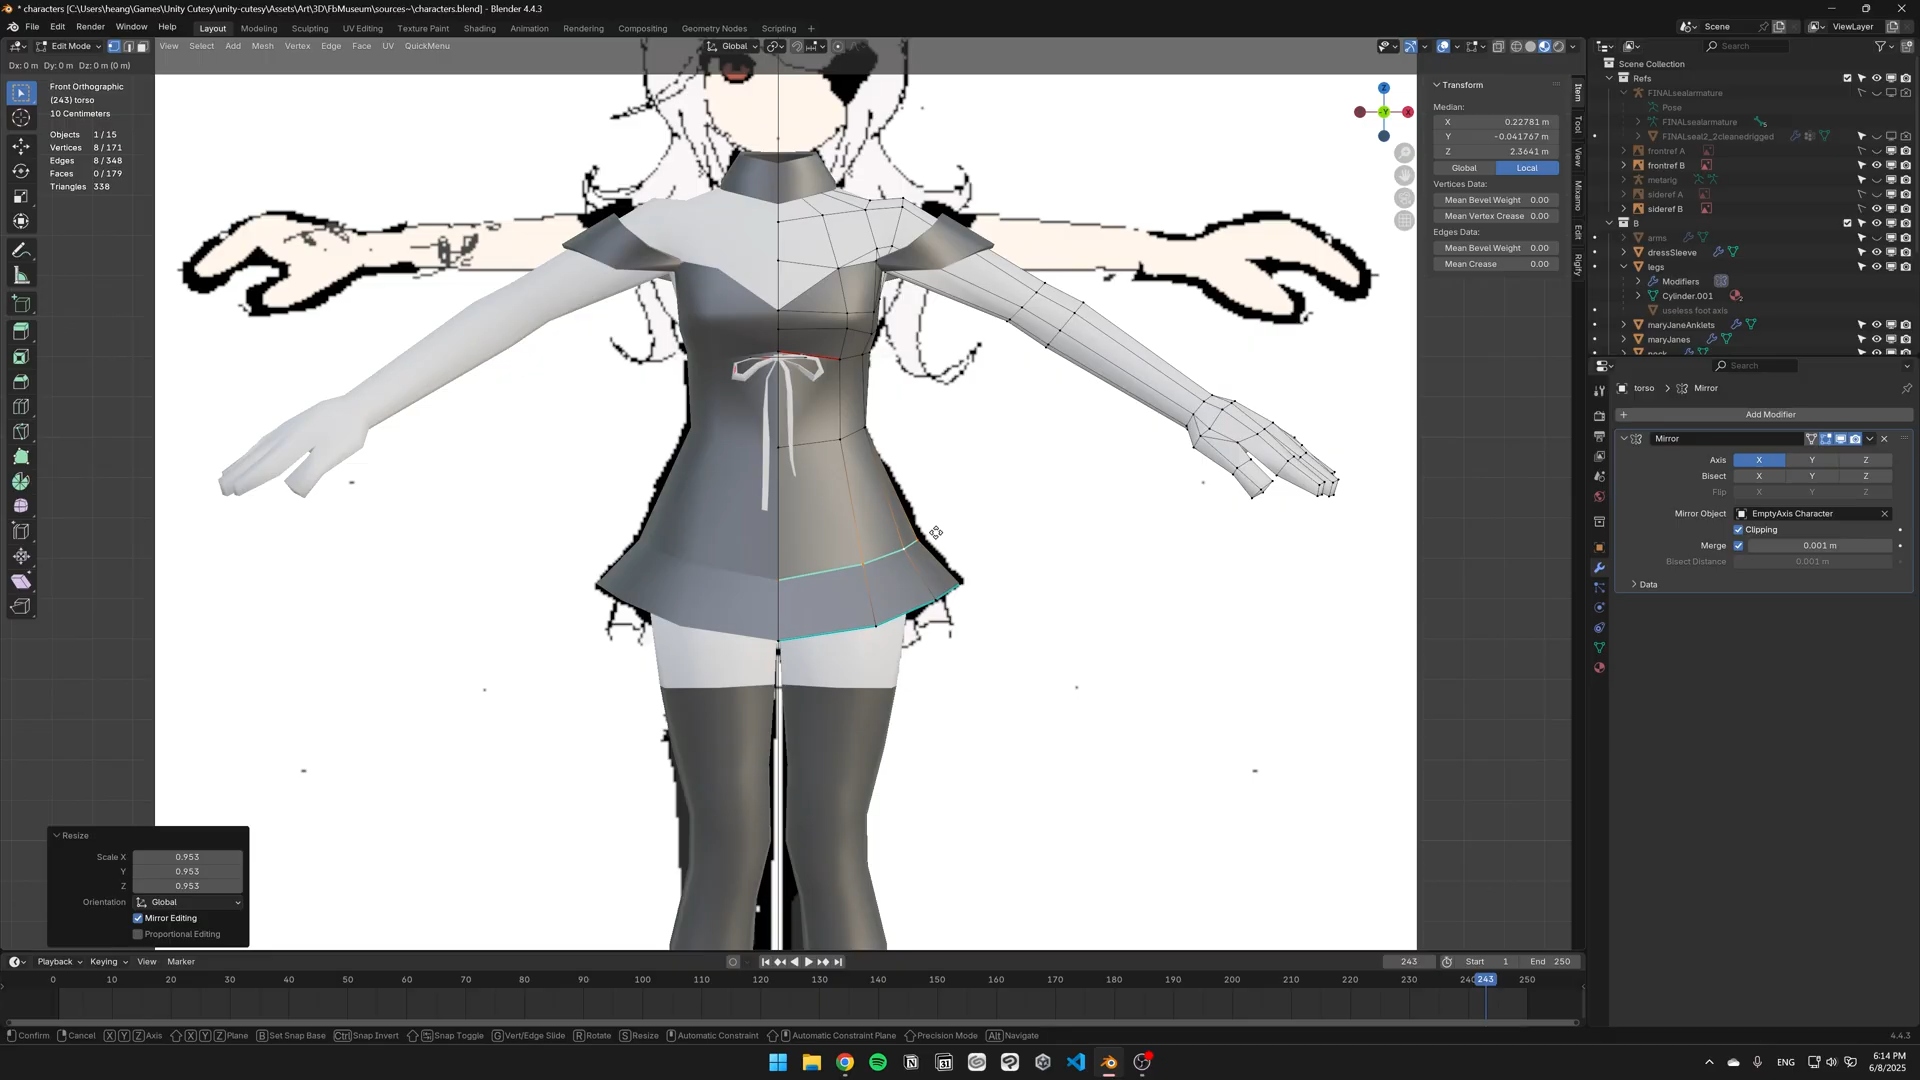 * characters [C:\Users\heang\Games\Unity Cutesy\unity-cutesy\Assets\Art\3D\FbMuseum\sources~\characters.blend] - Blender 4.4.3
File Edit Render Window Help
Layout Modeling Sculpting UV Editing Texture Paint Shading Animation Rendering Compositing Geometry Nodes Scripting +
Scene ViewLayer
Edit Mode View Select Add Mesh Vertex Edge Face UV QuickMenu Global
Search
Dx: 0 m Dy: 0 m Dz: 0 m (0 m)
Front Orthographic
(243) torso
10 Centimeters
Objects 1 / 15
Vertices 8 / 171
Edges 8 / 348
Faces 0 / 179
Triangles 338
Z
X
-Y
Transform
Median:
X 0.22781 m
Y -0.041767 m
Z 2.3641 m
Global Local
Vertices Data:
Mean Bevel Weight 0.00
Mean Vertex Crease 0.00
Edges Data:
Mean Bevel Weight 0.00
Mean Crease 0.00
Item
Tool
View
Mixamo
Edit
Rigify
Scene Collection
Refs
FINALsealarmature
Pose
FINALsealarmature 5
FINALseal2_2cleanedrigged
frontref A
frontref B
metarig
sideref A
sideref B
B
arms
dressSleeve
legs
Modifiers
Cylinder.001 2
useless foot axis
maryJaneAnklets
maryJanes
neck
Search
torso > Mirror
+ Add Modifier
Mirror
Axis X Y Z
Bisect X Y Z
Flip X Y Z
Mirror Object EmptyAxis Character
Clipping
Merge 0.001 m
Bisect Distance 0.001 m
Data
Resize
Scale X 0.953
Y 0.953
Z 0.953
Orientation Global
Mirror Editing
Proportional Editing
Playback Keying View Marker 243 Start 1 End 250
0 10 20 30 40 50 60 70 80 90 100 110 120 130 140 150 160 170 180 190 200 210 220 230 240 243 250
Confirm Cancel X Y Z Axis X Y Z Plane B Set Snap Base Ctrl Snap Invert Snap Toggle G Vert/Edge Slide R Rotate S Resize Automatic Constraint Automatic Constraint Plane Precision Mode Alt Navigate 4.4.3
31
ENG
6:14 PM
6/8/2025